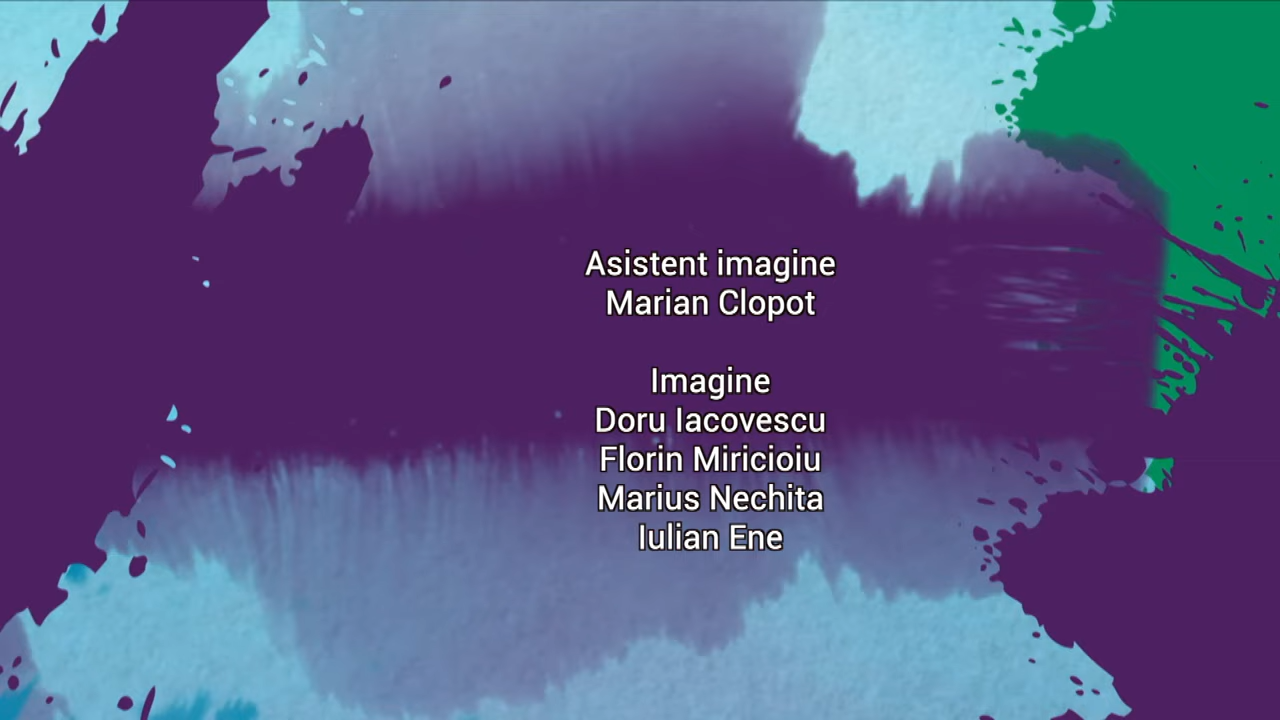 Asistent imagine
Marian Clopot
Imagine
Doru Iacovescu
Florin Miricioiu
Marius Nechita
Iulian Ene